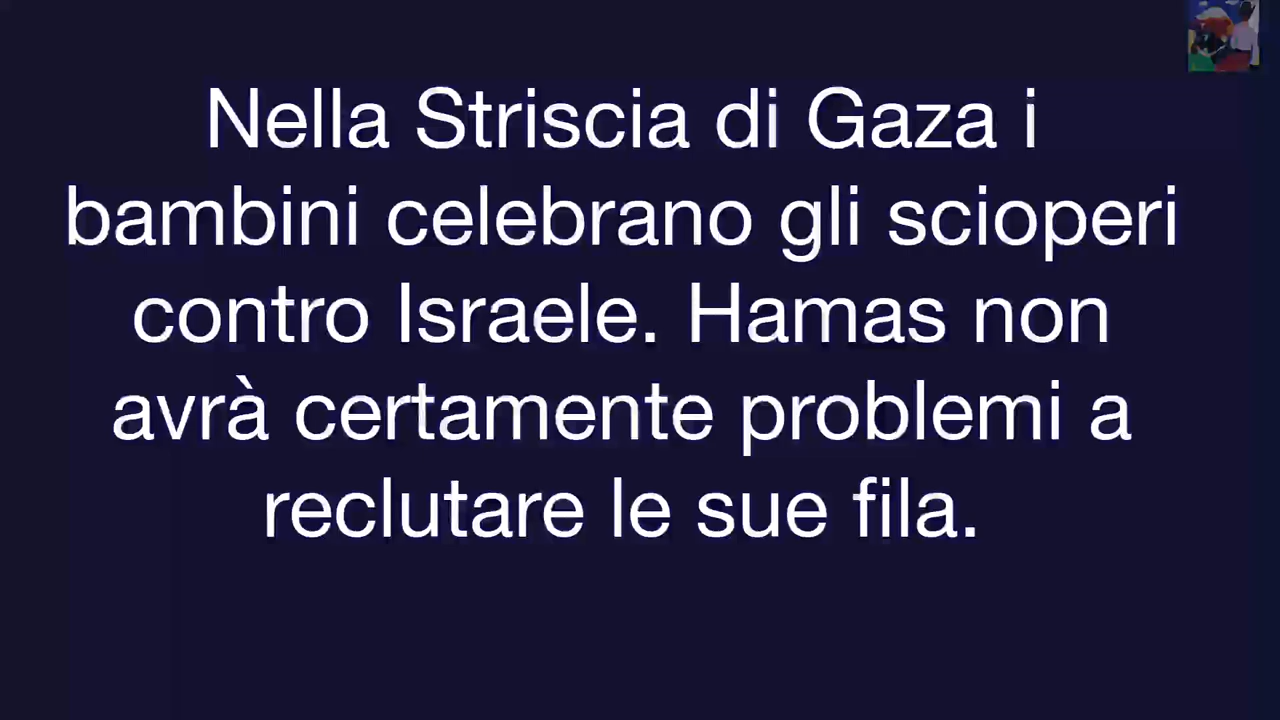 Nella Striscia di Gaza i
bambini celebrano gli scioperi
contro Israele. Hamas non
avrà certamente problemi a
reclutare le sue fila.